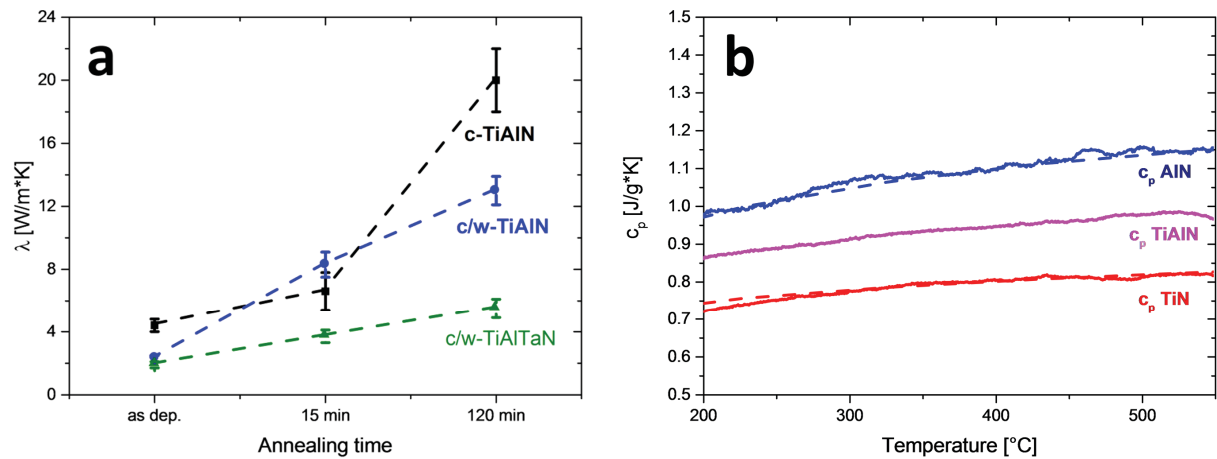 a
24
20
16
12
8
4
0
λ [W/m*K]
c-TiAlN
c/w-TiAlN
c/w-TiAlTaN
as dep.
15 min
120 min
Annealing time
b
1.5
1.4
1.3
1.2
1.1
1.0
0.9
0.8
0.7
0.6
0.5
cp [J/g*K]
cp AlN
cp TiAlN
cp TiN
200
300
400
500
Temperature [°C]